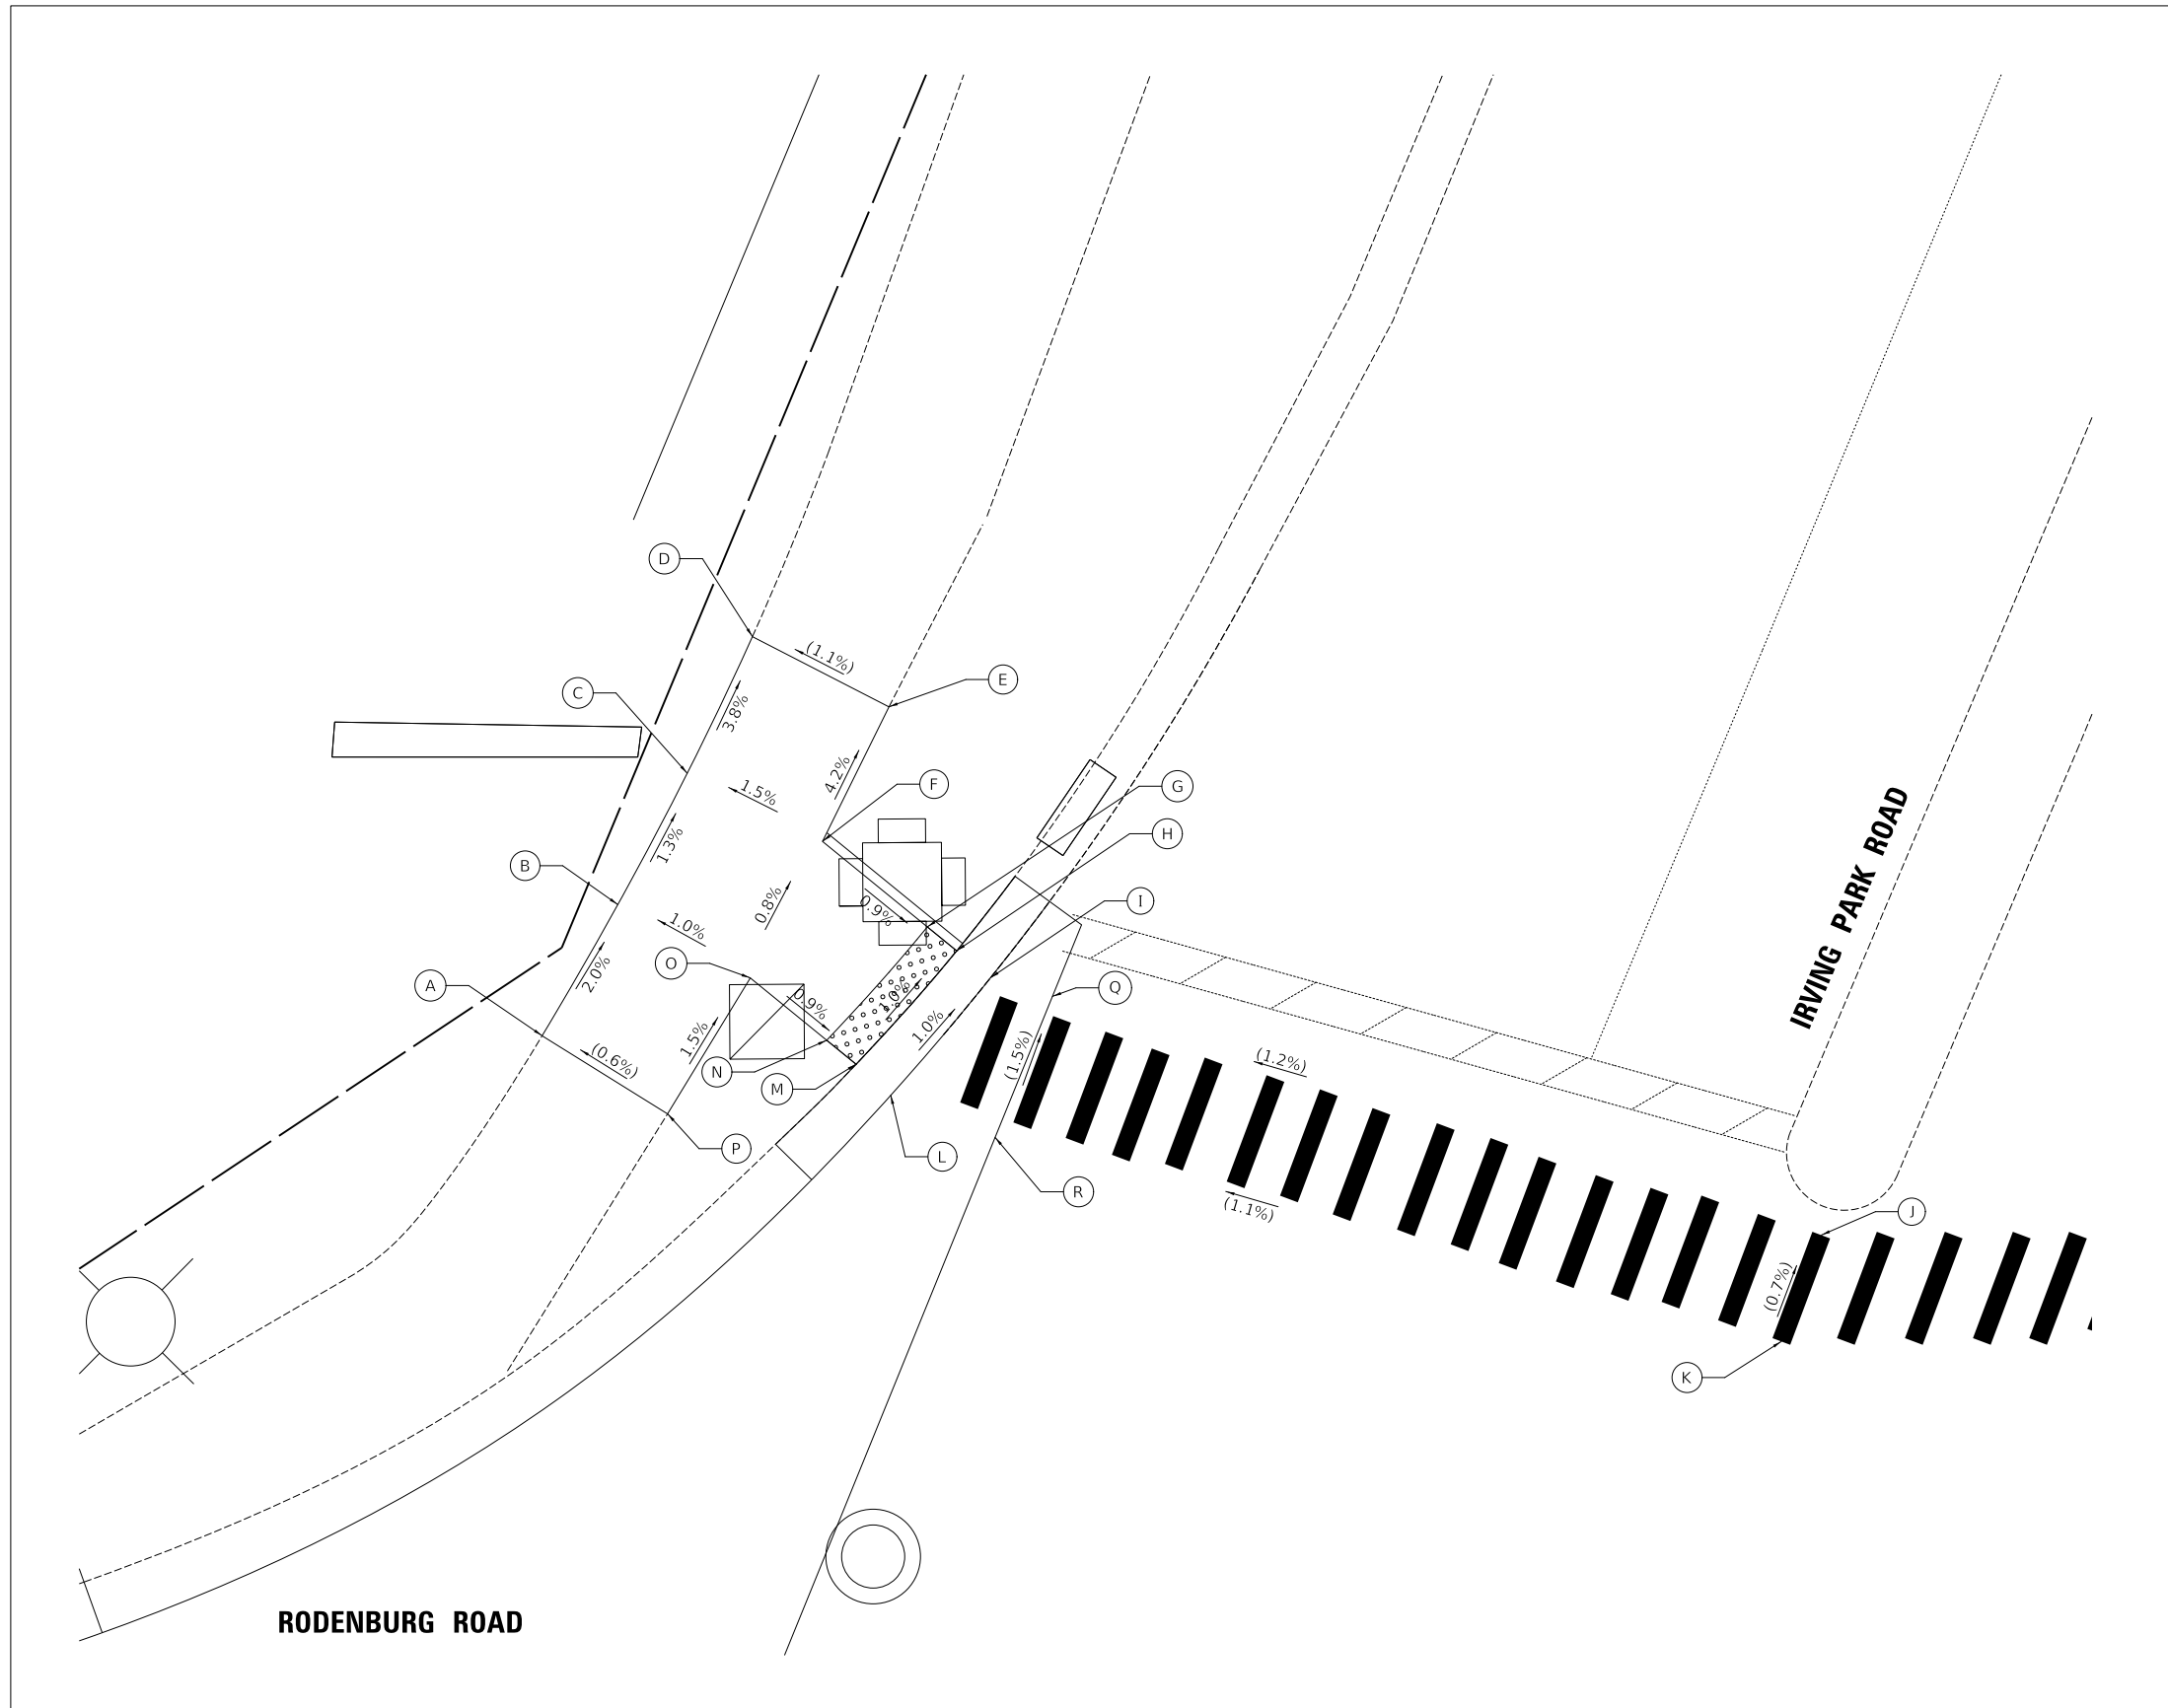 D
(1.1%)
E
C
3.8%
4.2%
F
G
1.5%
H
B
1.3%
I
0.8%
0.9%
IRVING PARK ROAD
1.0%
O
A
2.0%
0.9%
1.0%
Q
1.5%
1.0%
(1.5%)
(0.6%)
N
M
(1.2%)
P
L
R
(1.1%)
J
(0.7%)
K
RODENBURG ROAD